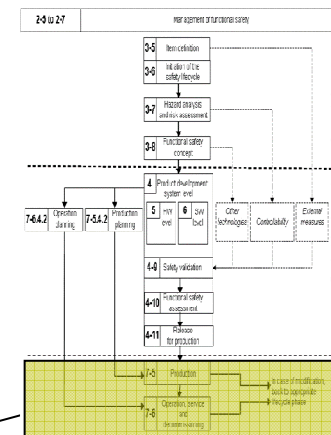 2-5 to 2-7
Management of functional safety
3-5 Item definition
3-6 Initiation of the
safety lifecycle
3-7 Hazard analysis
and risk assessment
3-8 Functional safety
concept
4 Product development
system level
5 HW
level
6 SW
level
7-6.4.2 Operation
planning
7-5.4.2 Production
planning
Other
technologies
Controllability
External
measures
4-9 Safety validation
4-10 Functional safety
assessment
4-11 Release
for production
7-5 Production
In case of modification,
back to appropriate
lifecycle phase
7-6 Operation, service
and
decommissioning